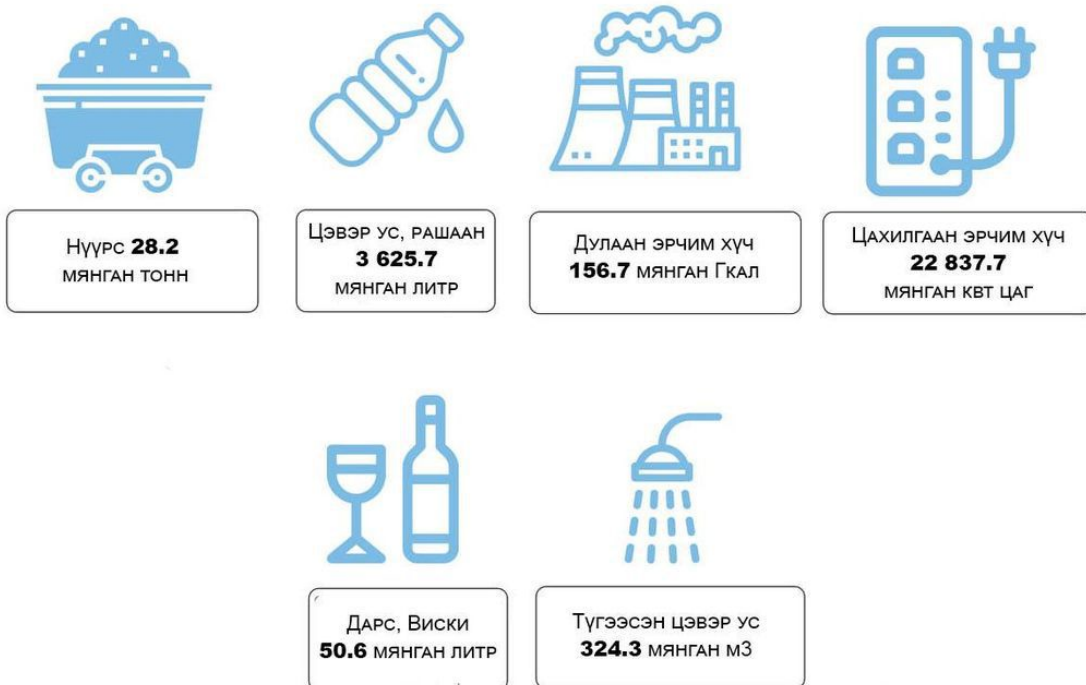 Нүүрс 28.2
мянган тонн
Цэвэр ус, рашаан
3 625.7
мянган литр
Дулаан эрчим хүч
156.7 мянган Гкал
Цахилгаан эрчим хүч
22 837.7
мянган квт цаг
Дарс, Виски
50.6 мянган литр
Түгээсэн цэвэр ус
324.3 мянган м3